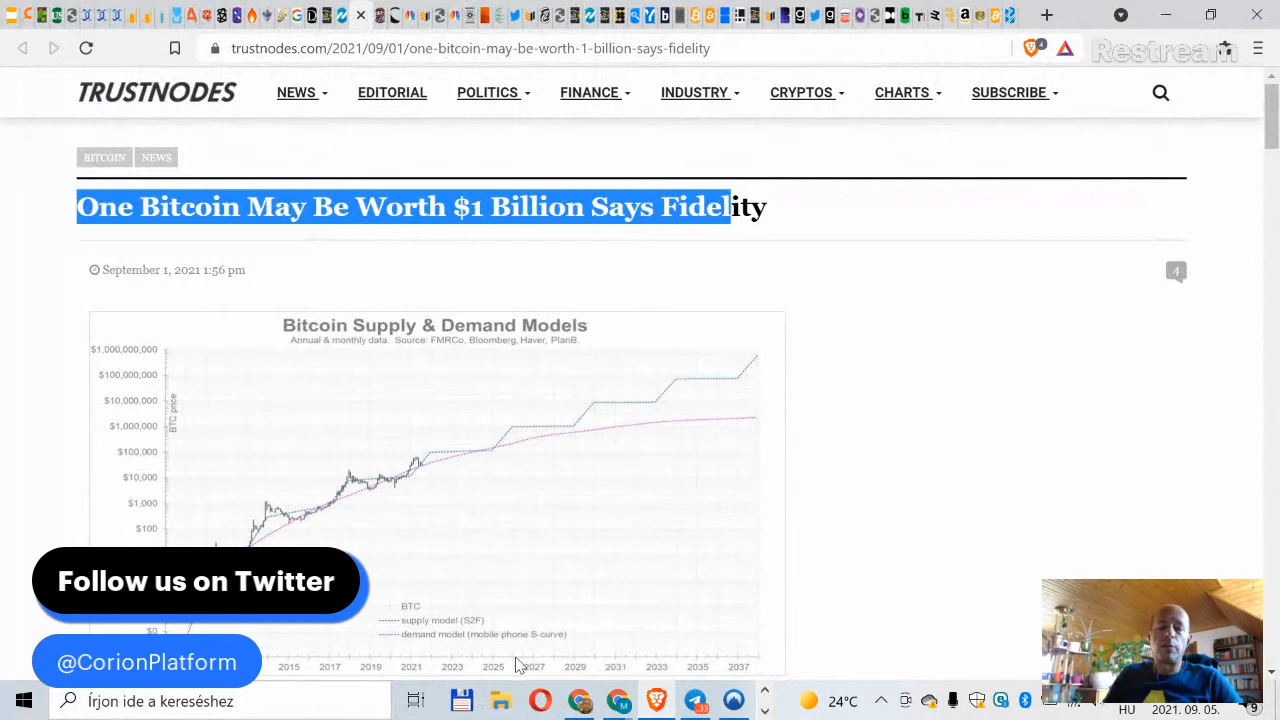 trustnodes.com/2021/09/01/one-bitcoin-may-be-worth-1-billion-says-fidelity
4
Restream
TRUSTNODES
NEWS EDITORIAL POLITICS FINANCE INDUSTRY CRYPTOS CHARTS SUBSCRIBE
BITCOIN NEWS
One Bitcoin May Be Worth $1 Billion Says Fidelity
September 1, 2021 1:56 pm
4
Bitcoin Supply & Demand Models
Annual & monthly data. Source: FMRCo, Bloomberg, Haver, PlanB.
$1,000,000,000
$100,000,000
$10,000,000
$1,000,000
$100,000
$10,000
$1,000
$100
$0
BTC price
BTC
supply model (S2F)
demand model (mobile phone S-curve)
2015 2017 2019 2021 2023 2025 2027 2029 2031 2033 2035 2037
Follow us on Twitter
@CorionPlatform
Írjon ide a kereséshez
24°C
HU 2021. 09. 05.